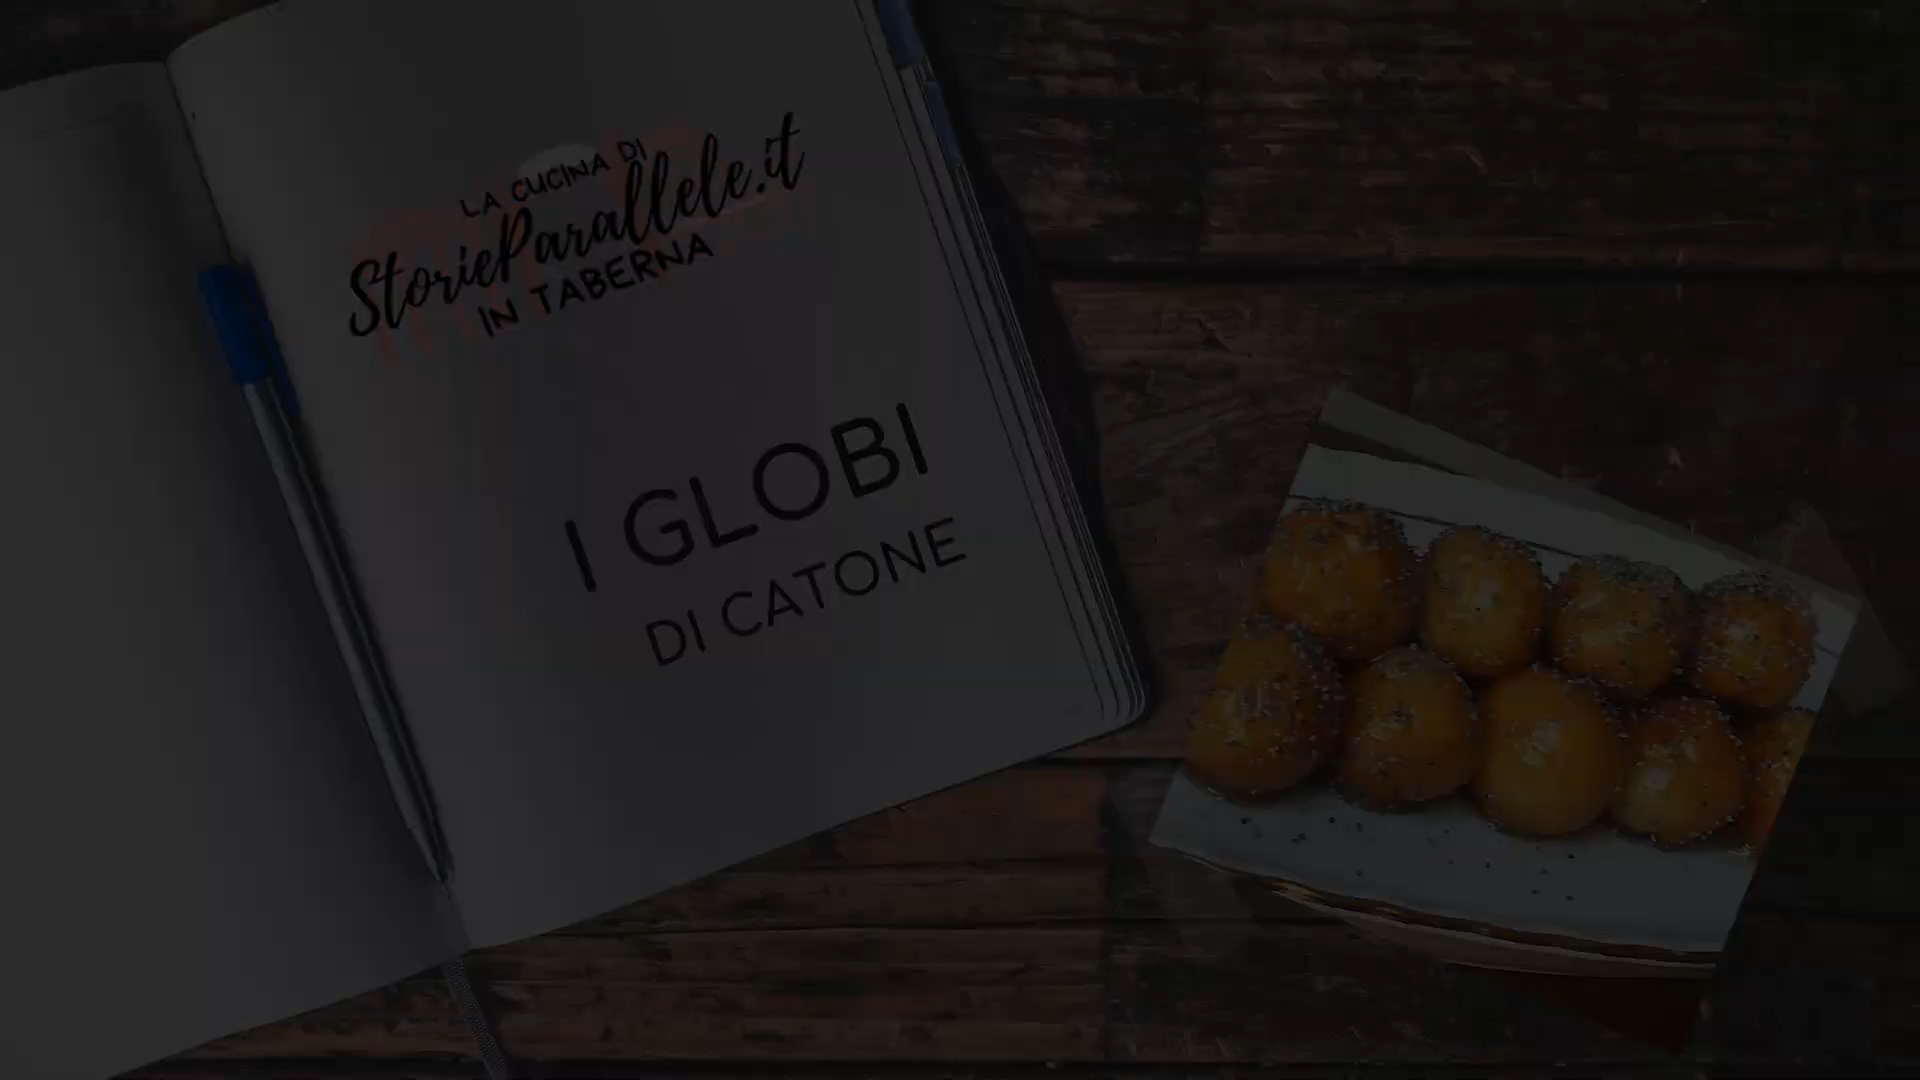 LA CUCINA DI
StorieParallele.it
IN TABERNA
I GLOBI
DI CATONE